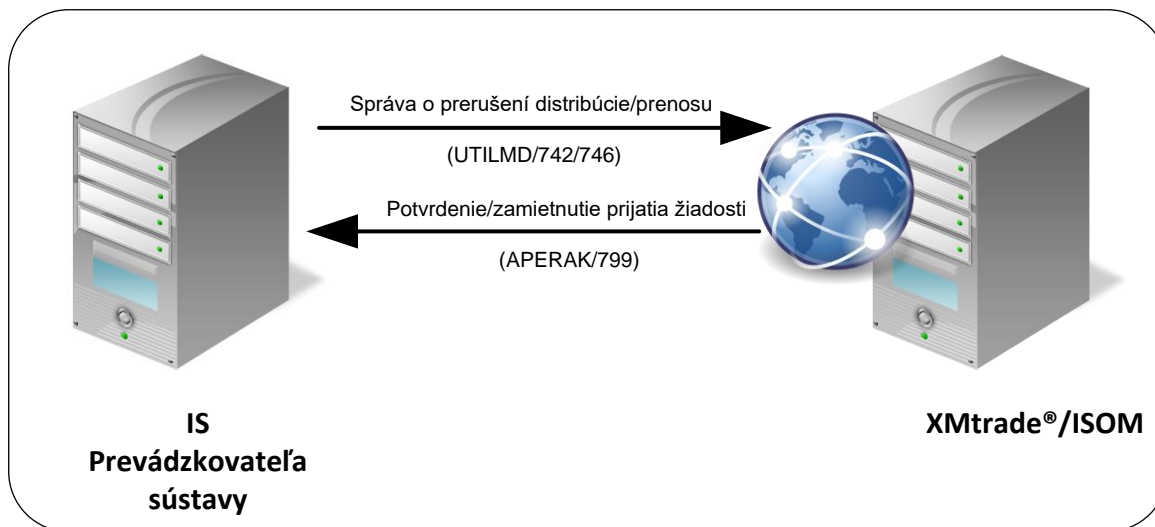 Správa o prerušení distribúcie/prenosu
(UTILMD/742/746)
Potvrdenie/zamietnutie prijatia žiadosti
(APERAK/799)
IS
Prevádzkovateľa
sústavy
XMtrade®/ISOM